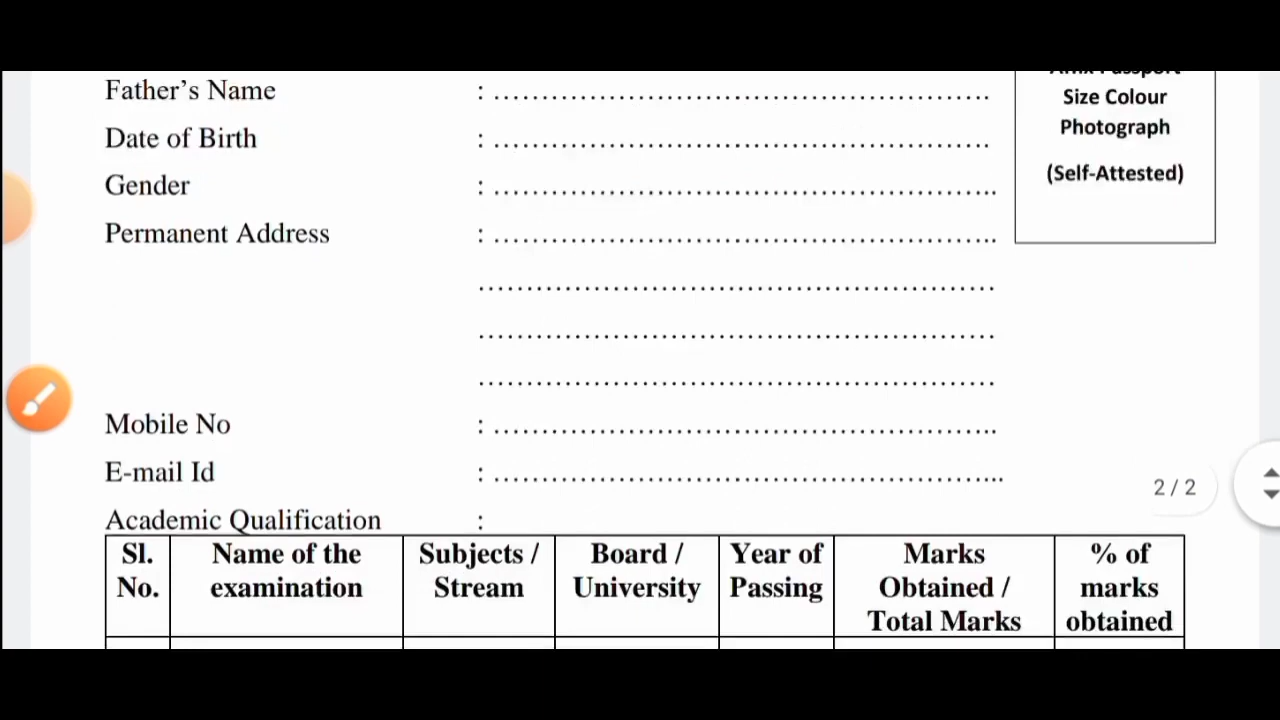 Father's Name : ……………………………………………………….
Date of Birth : ……………………………………………………….
Gender : ………………………………………………………..
Permanent Address : ………………………………………………………..
…………………………………………………………
…………………………………………………………
…………………………………………………………
Mobile No : ………………………………………………………..
E-mail Id : ………………………………………………………...
Academic Qualification :
Passport
Size Colour
Photograph
(Self-Attested)
2 / 2
Sl. No.
Name of the examination
Subjects / Stream
Board / University
Year of Passing
Marks Obtained / Total Marks
% of marks obtained